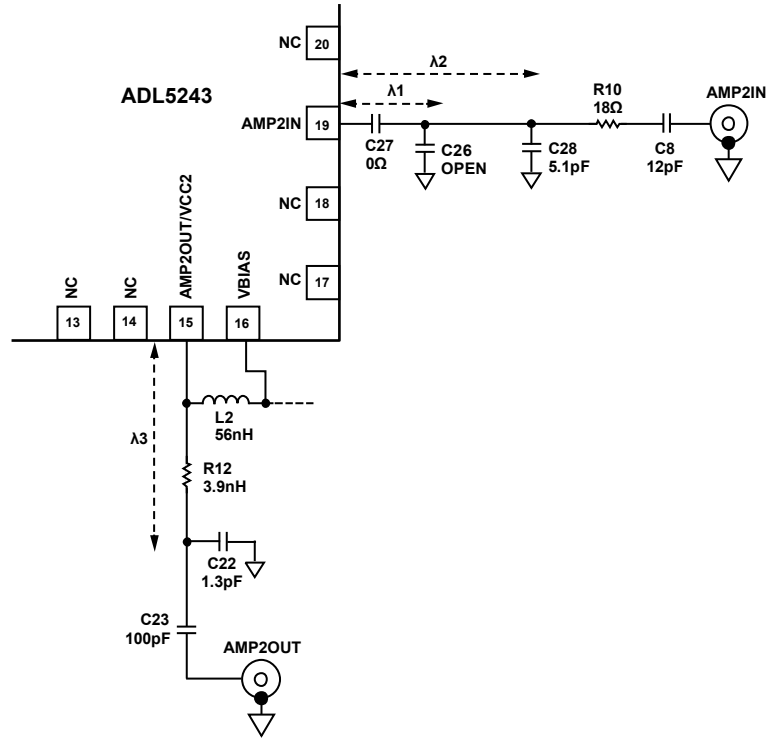 NC
20
λ2
ADL5243
λ1
R10
18Ω
AMP2IN
AMP2IN
19
C27
0Ω
C26
OPEN
C28
5.1pF
C8
12pF
NC
18
NC
17
NC
NC
AMP2OUT/VCC2
VBIAS
13
14
15
16
λ3
L2
56nH
R12
3.9nH
C22
1.3pF
C23
100pF
AMP2OUT